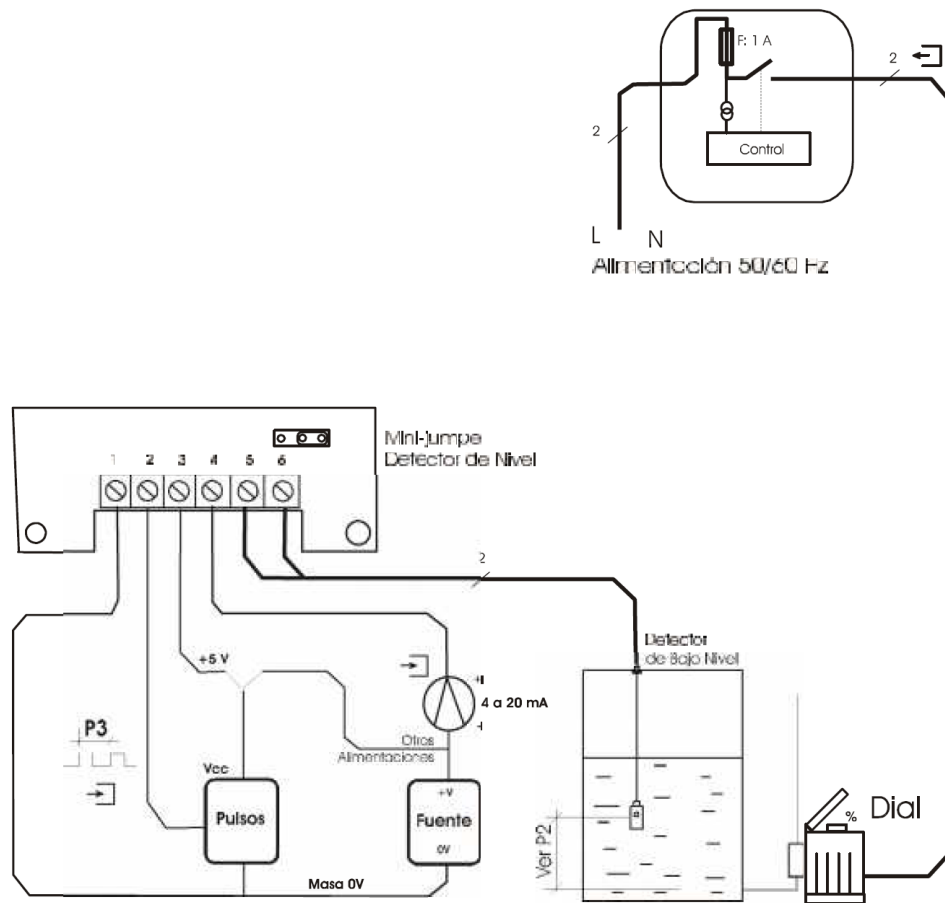 F: 1 A
2
2
Control
L N
Alimentación 50/60 Hz
Mini-jumpe
Detector de Nivel
1 2 3 4 5 6
2
Detector
de Bajo Nivel
+5 V
+I
4 a 20 mA
-I
Otras
Alimentaciones
P3
Vcc
Pulsos
+V
Fuente
0V
Masa 0V
Ver P2
%
Dial